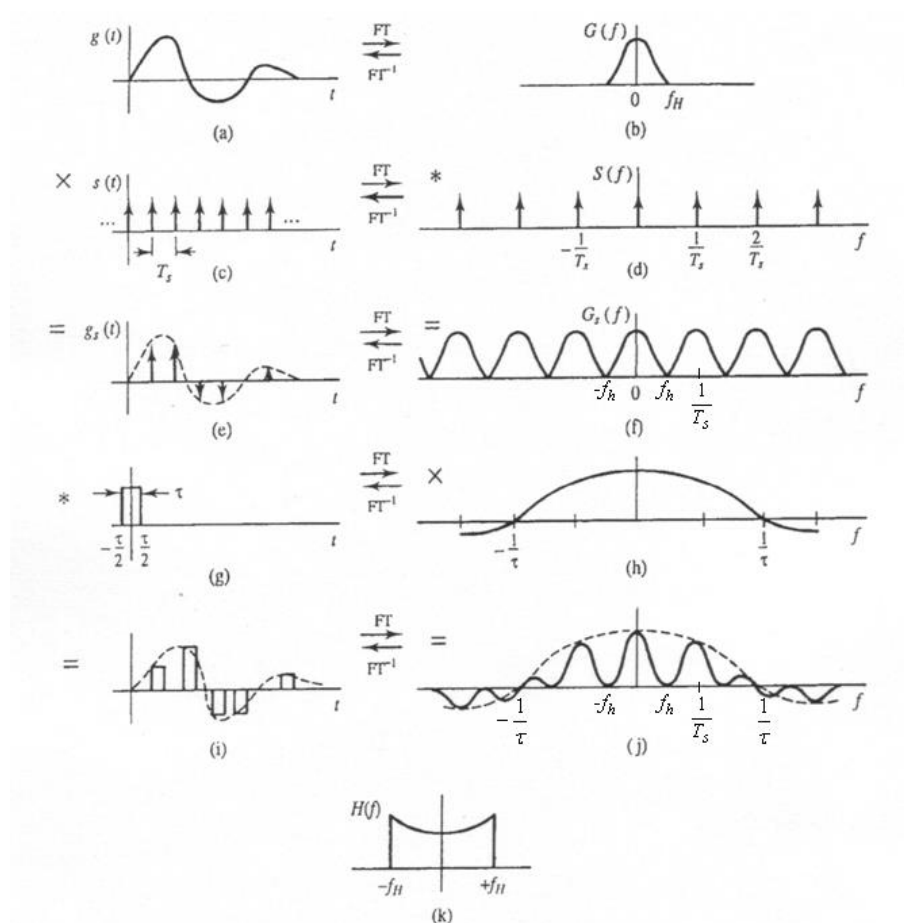 g(t) FT G(f)
FT⁻¹
t 0 f_H
(a) (b)
× s(t) FT * S(f)
... ... FT⁻¹
t -1/T_s 1/T_s 2/T_s f
T_s (c) (d)
= g_s(t) FT = G_s(f)
FT⁻¹
t -f_h 0 f_h 1/T_s f
(e) (f)
FT ×
* τ FT⁻¹
-τ/2 τ/2 t -1/τ 1/τ f
(g) (h)
= FT =
FT⁻¹
t -1/τ -f_h f_h 1/T_s 1/τ f
(i) (j)
H(f)
-f_H +f_H
(k)